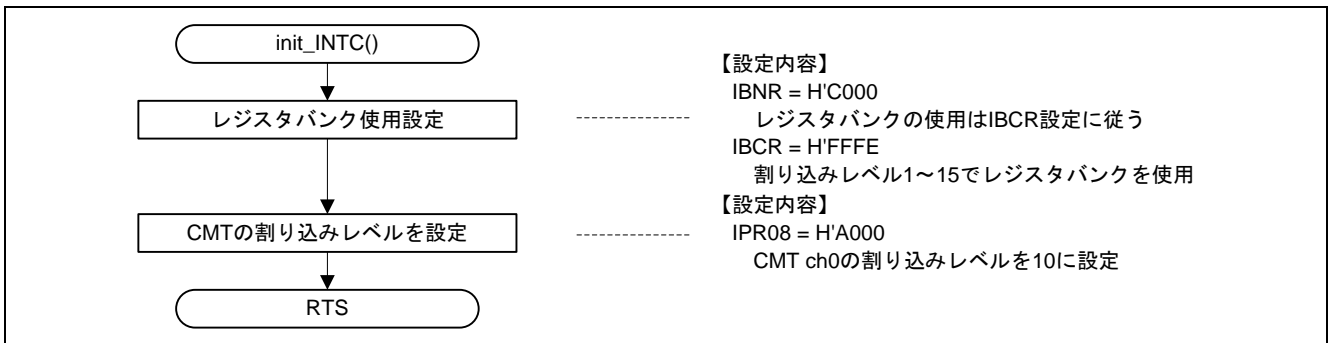 init_INTC()
レジスタバンク使用設定
【設定内容】
IBNR = H'C000
レジスタバンクの使用はIBCR設定に従う
IBCR = H'FFFE
割り込みレベル1～15でレジスタバンクを使用
CMTの割り込みレベルを設定
【設定内容】
IPR08 = H'A000
CMT ch0の割り込みレベルを10に設定
RTS